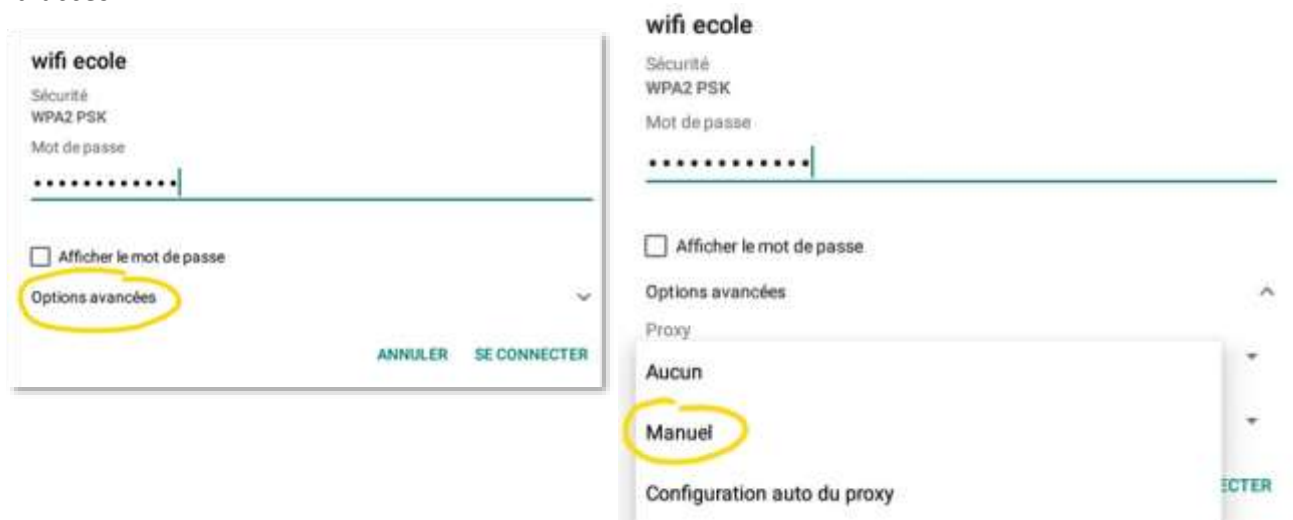 wifi ecole
Sécurité
WPA2 PSK
Mot de passe
••••••••••••
Afficher le mot de passe
Options avancées
ANNULER SE CONNECTER
wifi ecole
Sécurité
WPA2 PSK
Mot de passe
••••••••••••
Afficher le mot de passe
Options avancées
Proxy
Aucun
Manuel
Configuration auto du proxy
ECTER